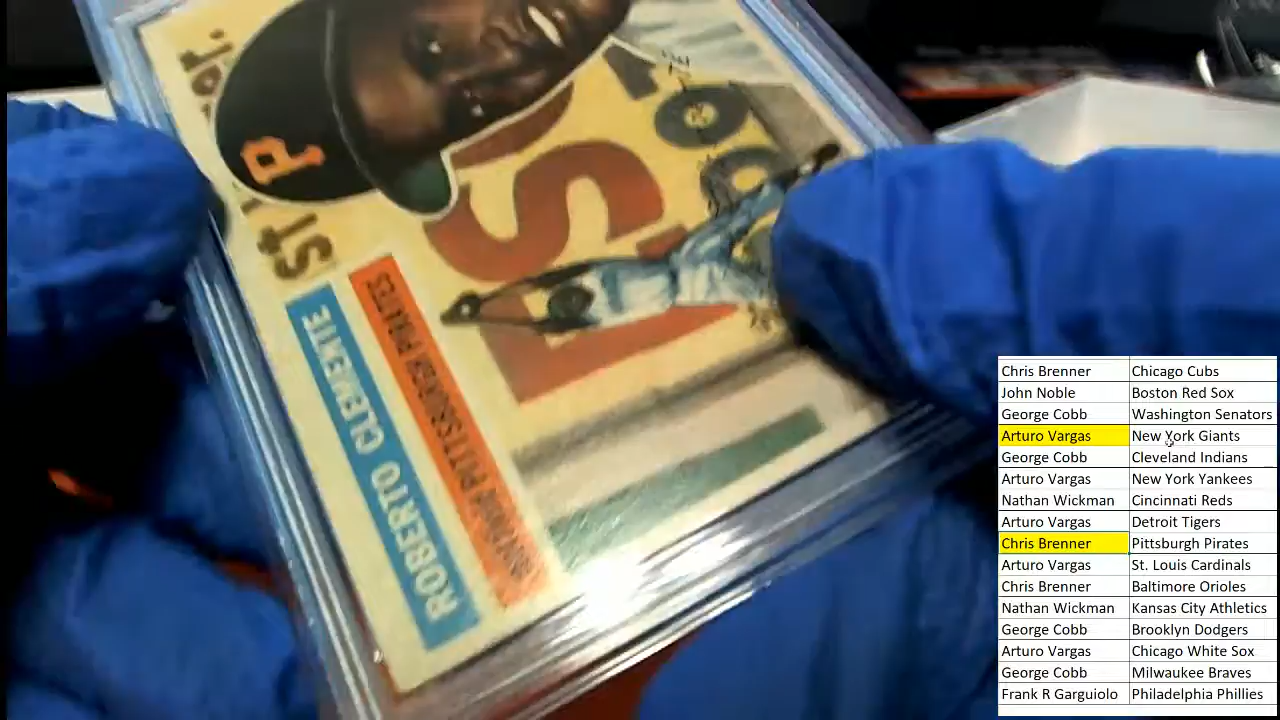 P
ROBERTO CLEMENTE
PITTSBURGH PIRATES
Chris Brenner Chicago Cubs
John Noble Boston Red Sox
George Cobb Washington Senators
Arturo Vargas New York Giants
George Cobb Cleveland Indians
Arturo Vargas New York Yankees
Nathan Wickman Cincinnati Reds
Arturo Vargas Detroit Tigers
Chris Brenner Pittsburgh Pirates
Arturo Vargas St. Louis Cardinals
Chris Brenner Baltimore Orioles
Nathan Wickman Kansas City Athletics
George Cobb Brooklyn Dodgers
Arturo Vargas Chicago White Sox
George Cobb Milwaukee Braves
Frank R Garguiolo Philadelphia Phillies